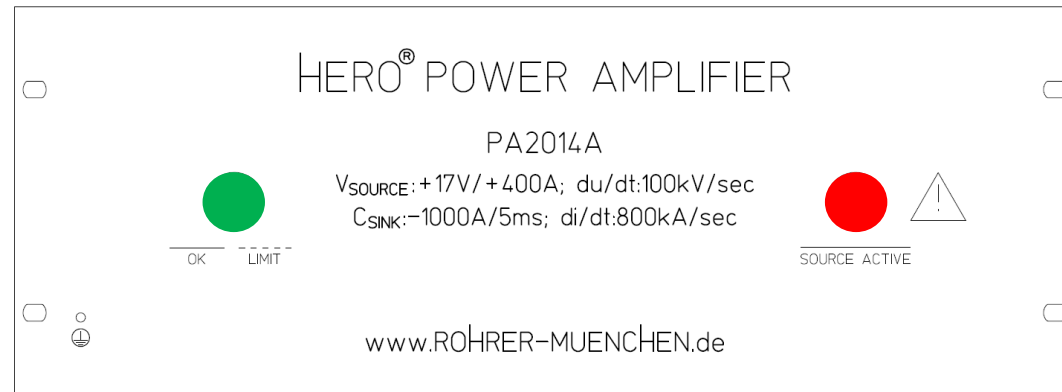 HERO® POWER AMPLIFIER
PA2014A
VSOURCE:+17V/+400A; du/dt:100kV/sec
CSINK:-1000A/5ms; di/dt:800kA/sec
OK LIMIT
SOURCE ACTIVE
www.ROHRER-MUENCHEN.de